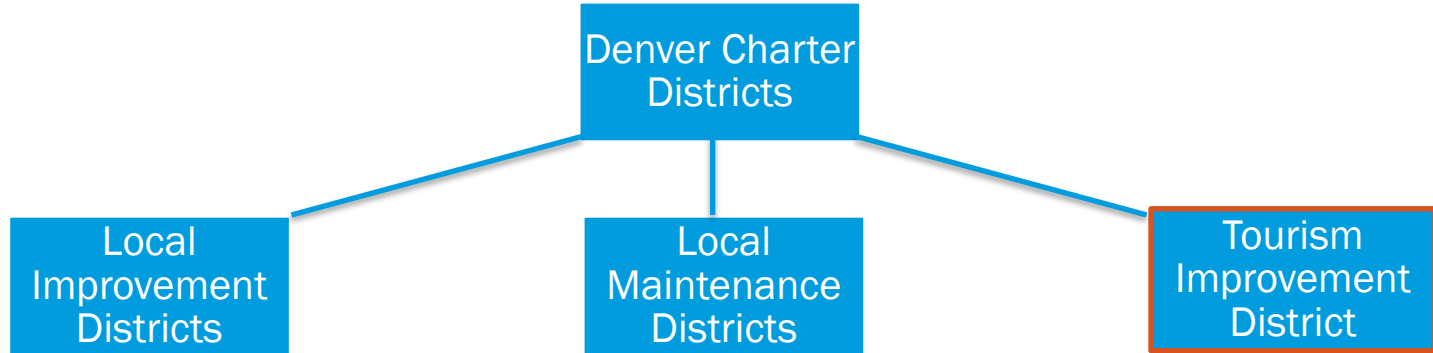 Denver Charter
Districts
Local
Improvement
Districts
Local
Maintenance
Districts
Tourism
Improvement
District